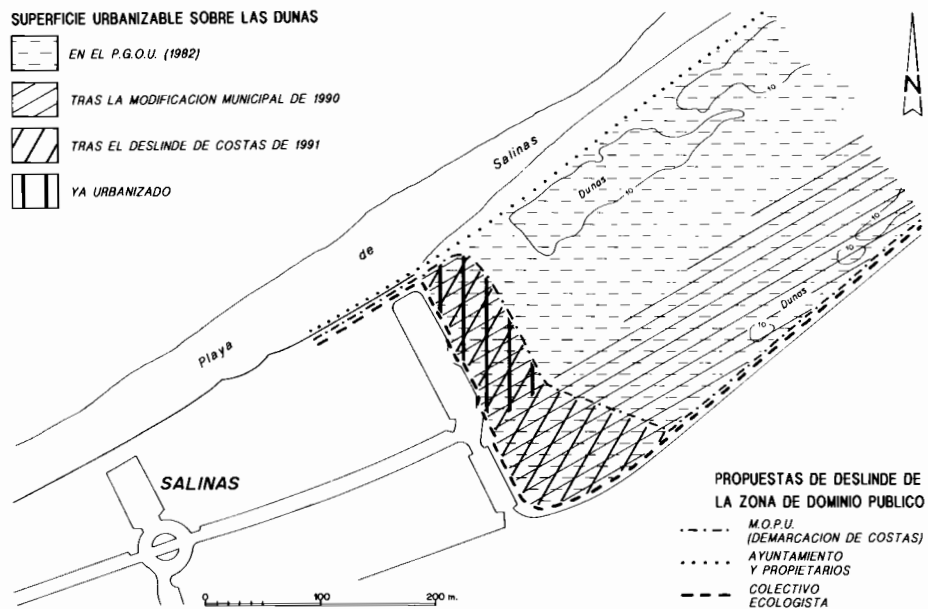 SUPERFICIE URBANIZABLE SOBRE LAS DUNAS
EN EL P.G.O.U. (1982)
TRAS LA MODIFICACION MUNICIPAL DE 1990
TRAS EL DESLINDE DE COSTAS DE 1991
YA URBANIZADO
N
Playa de Salinas
Dunas
10
10
Dunas
10
10
10
SALINAS
0 100 200 m.
PROPUESTAS DE DESLINDE DE
LA ZONA DE DOMINIO PUBLICO
M.O.P.U.
(DEMARCACION DE COSTAS)
AYUNTAMIENTO
Y PROPIETARIOS
COLECTIVO
ECOLOGISTA